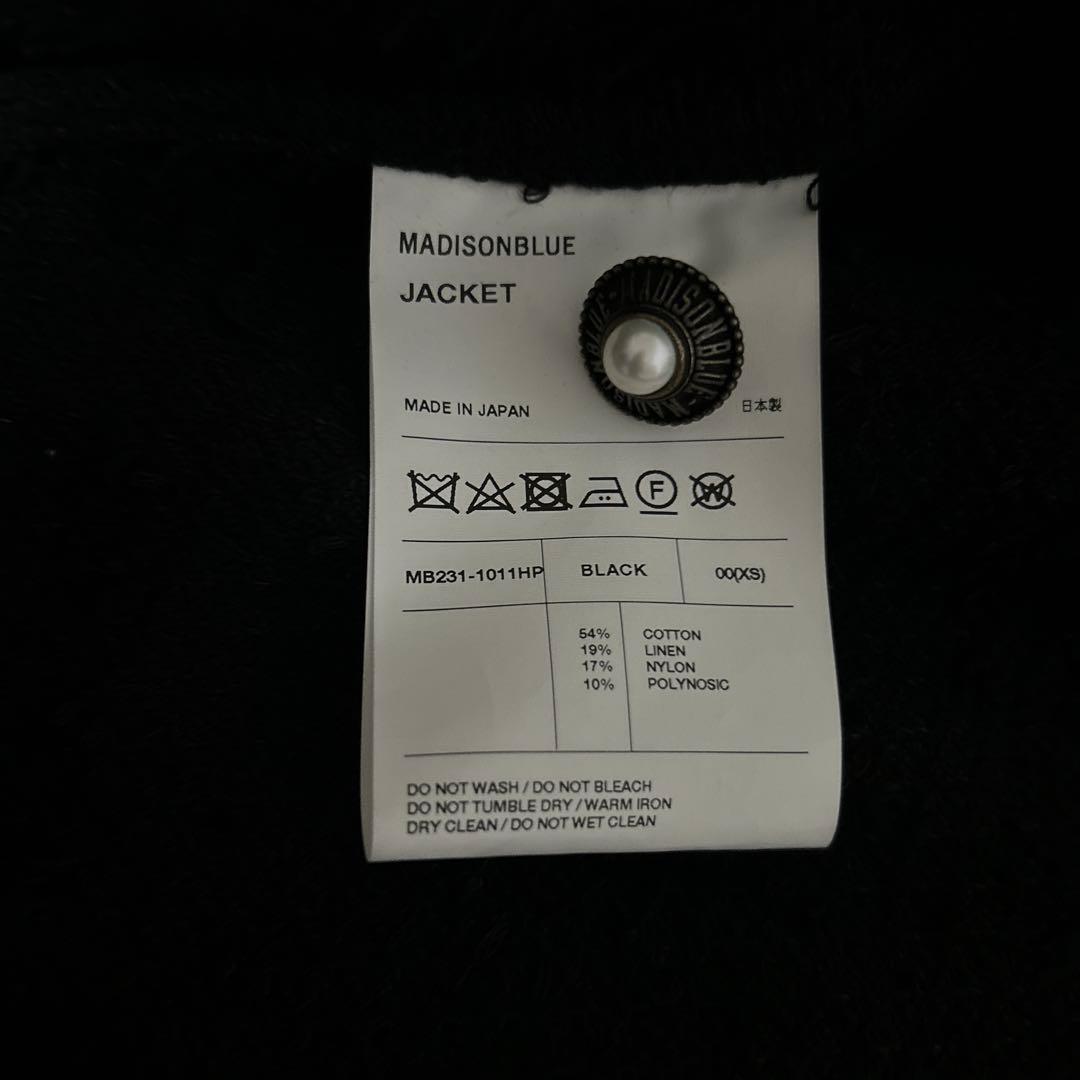 MADISONBLUE
JACKET
BLUE-MADISONBLUE-MADISON
MADE IN JAPAN
日本製
F
W
MB231-1011HP
BLACK
00(XS)
54% COTTON
19% LINEN
17% NYLON
10% POLYNOSIC
DO NOT WASH / DO NOT BLEACH
DO NOT TUMBLE DRY / WARM IRON
DRY CLEAN / DO NOT WET CLEAN